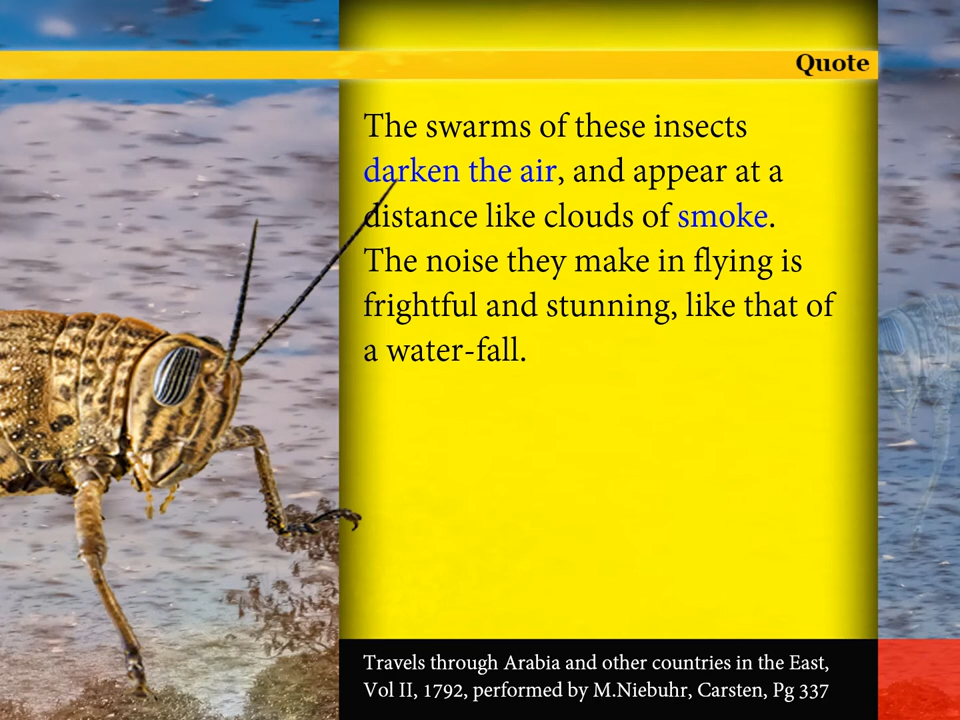 Quote
The swarms of these insects
darken the air, and appear at a
distance like clouds of smoke.
The noise they make in flying is
frightful and stunning, like that of
a water-fall.
Travels through Arabia and other countries in the East,
Vol II, 1792, performed by M.Niebuhr, Carsten, Pg 337